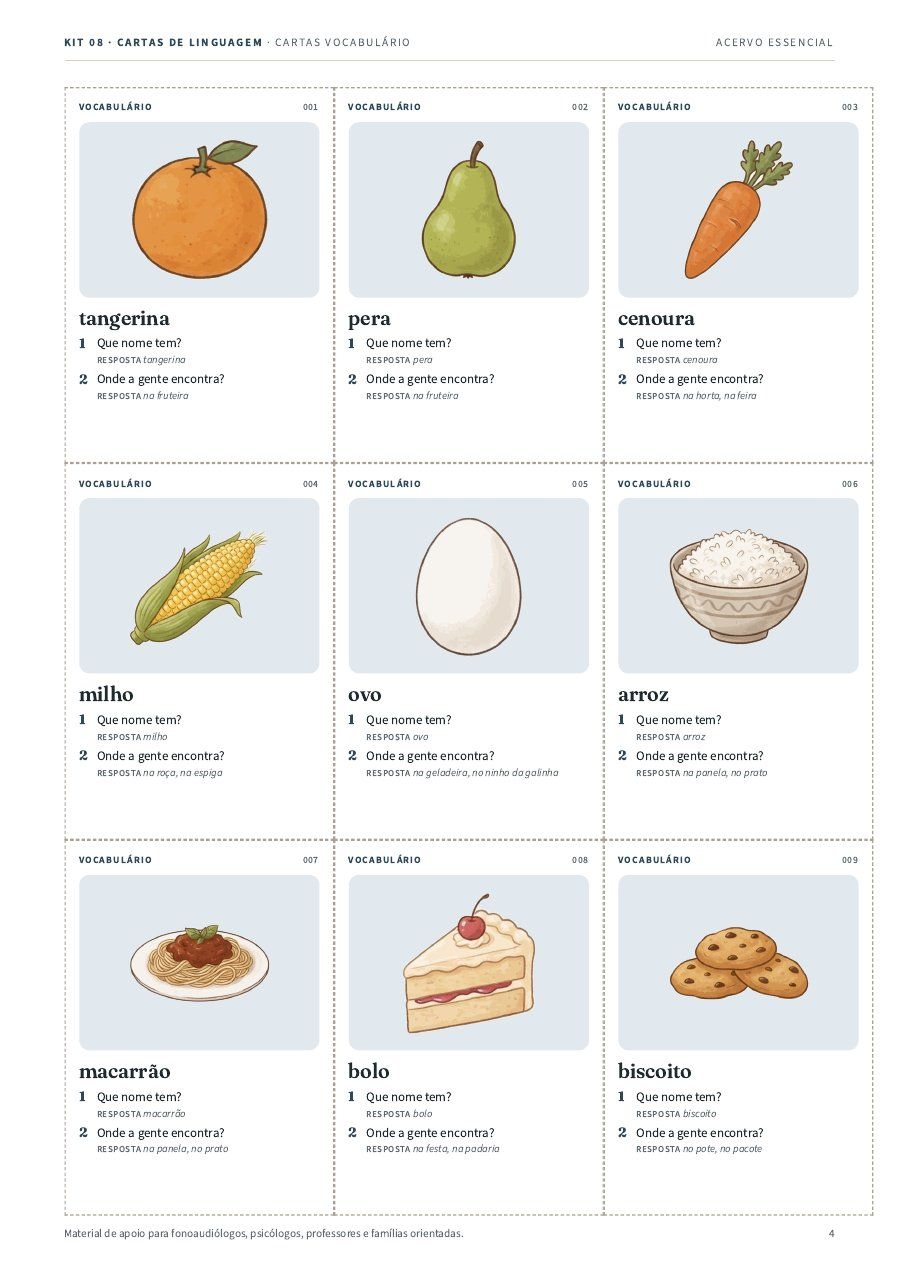 KIT 08 · CARTAS DE LINGUAGEM · CARTAS VOCABULÁRIO
ACERVO ESSENCIAL
VOCABULÁRIO 001
tangerina
1 Que nome tem?
RESPOSTA tangerina
2 Onde a gente encontra?
RESPOSTA na fruteira
VOCABULÁRIO 002
pera
1 Que nome tem?
RESPOSTA pera
2 Onde a gente encontra?
RESPOSTA na fruteira
VOCABULÁRIO 003
cenoura
1 Que nome tem?
RESPOSTA cenoura
2 Onde a gente encontra?
RESPOSTA na horta, na feira
VOCABULÁRIO 004
milho
1 Que nome tem?
RESPOSTA milho
2 Onde a gente encontra?
RESPOSTA na roça, na espiga
VOCABULÁRIO 005
ovo
1 Que nome tem?
RESPOSTA ovo
2 Onde a gente encontra?
RESPOSTA na geladeira, no ninho da galinha
VOCABULÁRIO 006
arroz
1 Que nome tem?
RESPOSTA arroz
2 Onde a gente encontra?
RESPOSTA na panela, no prato
VOCABULÁRIO 007
macarrão
1 Que nome tem?
RESPOSTA macarrão
2 Onde a gente encontra?
RESPOSTA na panela, no prato
VOCABULÁRIO 008
bolo
1 Que nome tem?
RESPOSTA bolo
2 Onde a gente encontra?
RESPOSTA na festa, na padaria
VOCABULÁRIO 009
biscoito
1 Que nome tem?
RESPOSTA biscoito
2 Onde a gente encontra?
RESPOSTA no pote, no pacote
Material de apoio para fonoaudiólogos, psicólogos, professores e famílias orientadas.
4